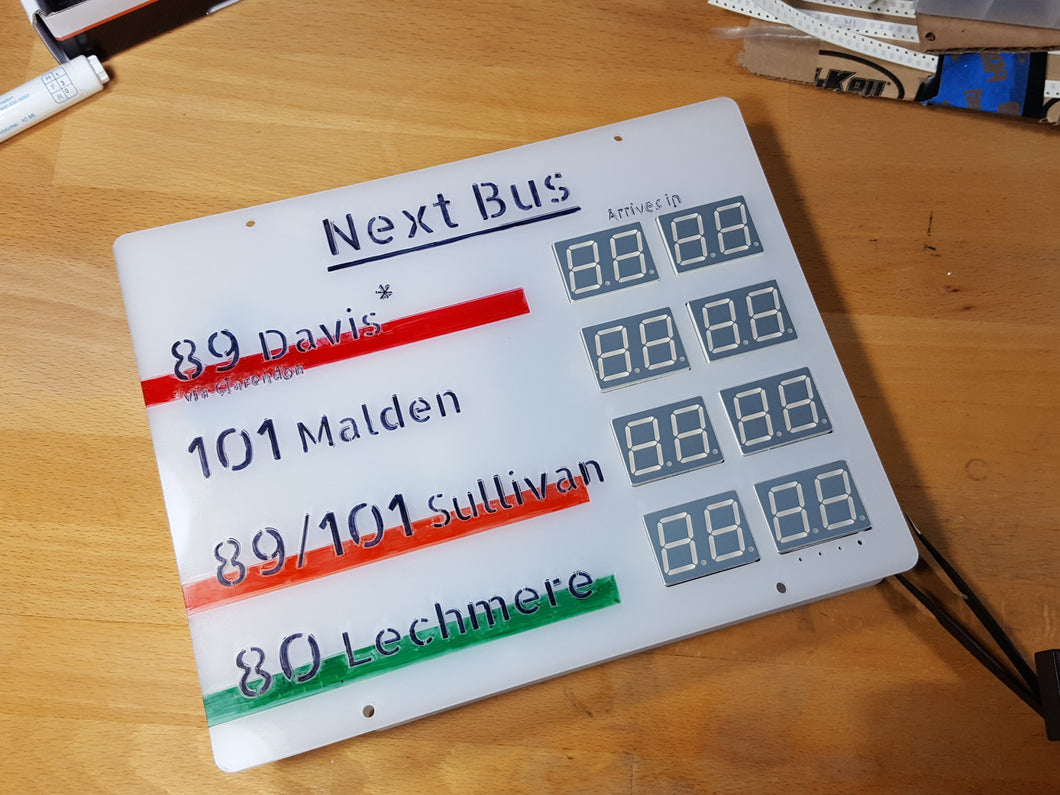 Next Bus
Arrives in
89 Davis*
via Clarendon
101 Malden
89/101 Sullivan
80 Lechmere